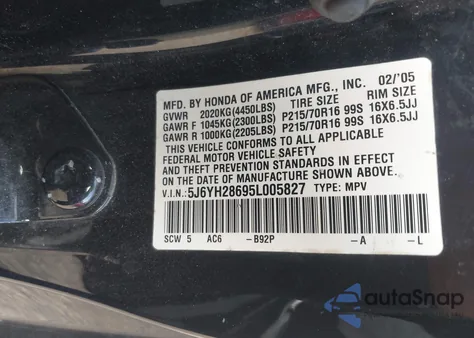 MFD. BY HONDA OF AMERICA MFG., INC. 02/'05
GVWR 2020KG(4450LBS) TIRE SIZE RIM SIZE
GAWR F 1045KG(2300LBS) P215/70R16 99S 16X6.5JJ
GAWR R 1000KG(2205LBS) P215/70R16 99S 16X6.5JJ
THIS VEHICLE CONFORMS TO ALL APPLICABLE
FEDERAL MOTOR VEHICLE SAFETY, BUMPER,
AND THEFT PREVENTION STANDARDS IN EFFECT
ON THE DATE OF MANUFACTURE SHOWN ABOVE.
V.I.N: 5J6YH28695L005827 TYPE: MPV
SCW 5 AC6 -B92P -A -L
autoSnap